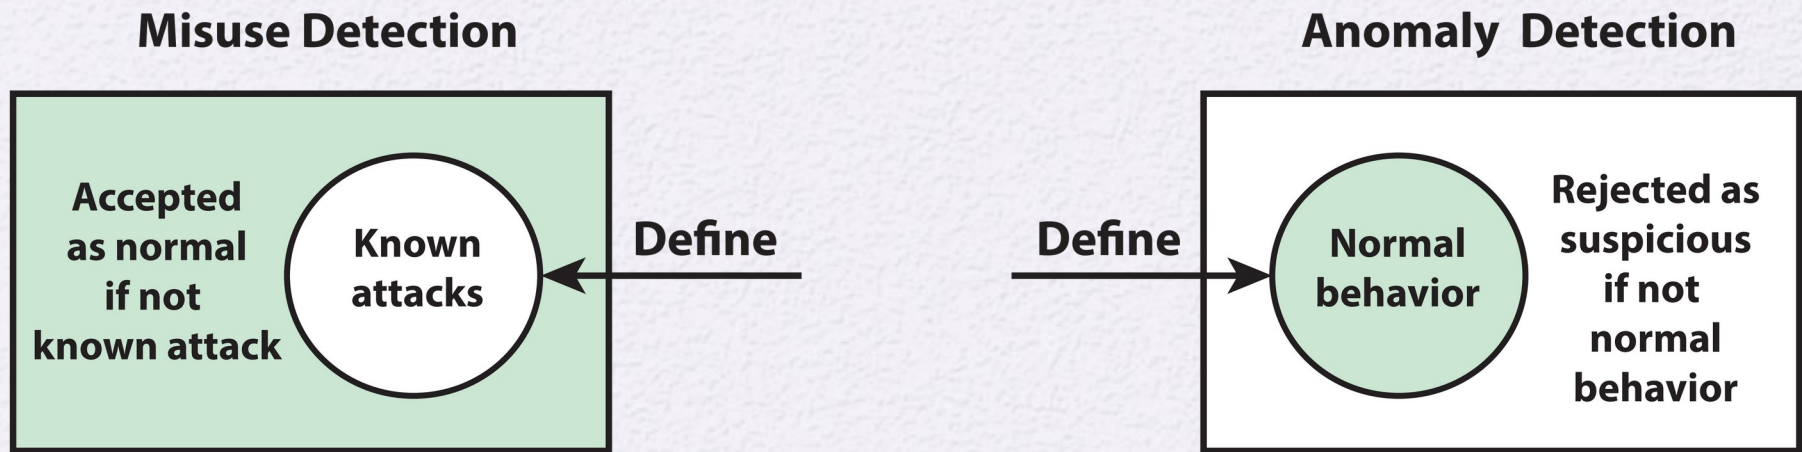 Misuse Detection
Accepted
as normal
if not
known attack
Known
attacks
Define
Anomaly Detection
Define
Normal
behavior
Rejected as
suspicious
if not
normal
behavior